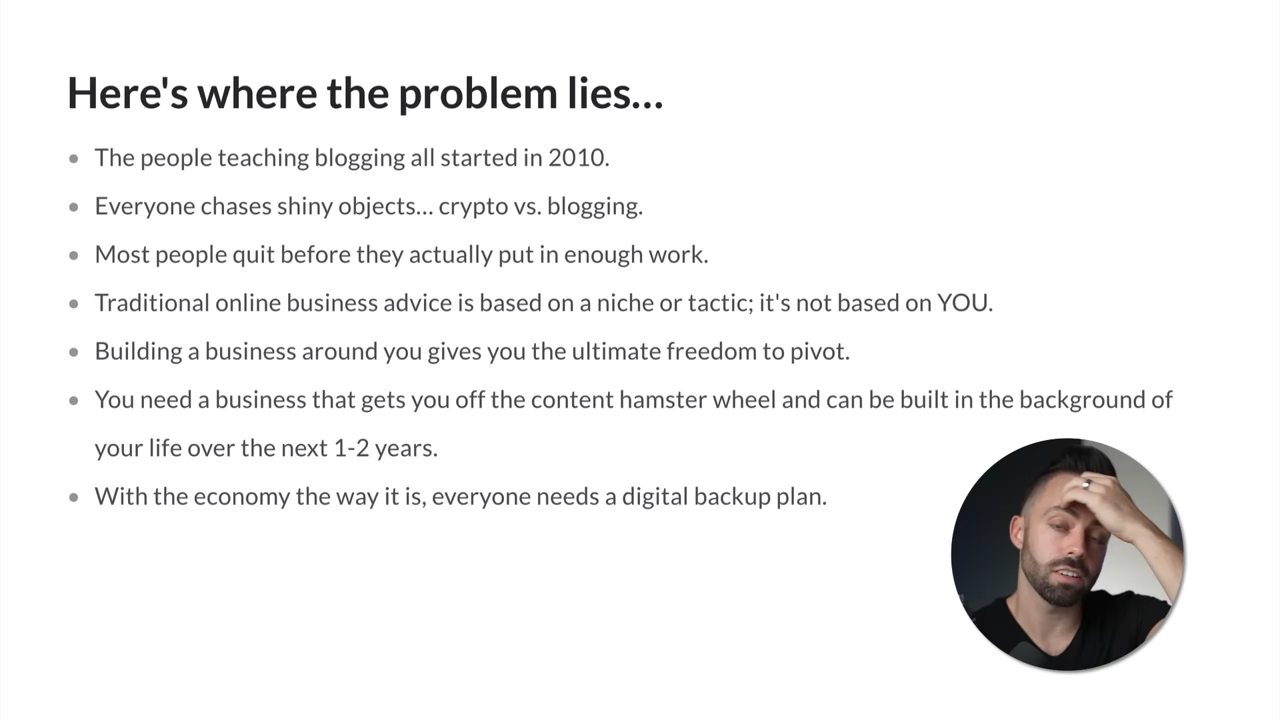 Here's where the problem lies...
• The people teaching blogging all started in 2010.
• Everyone chases shiny objects... crypto vs. blogging.
• Most people quit before they actually put in enough work.
• Traditional online business advice is based on a niche or tactic; it's not based on YOU.
• Building a business around you gives you the ultimate freedom to pivot.
• You need a business that gets you off the content hamster wheel and can be built in the background of
your life over the next 1-2 years.
• With the economy the way it is, everyone needs a digital backup plan.